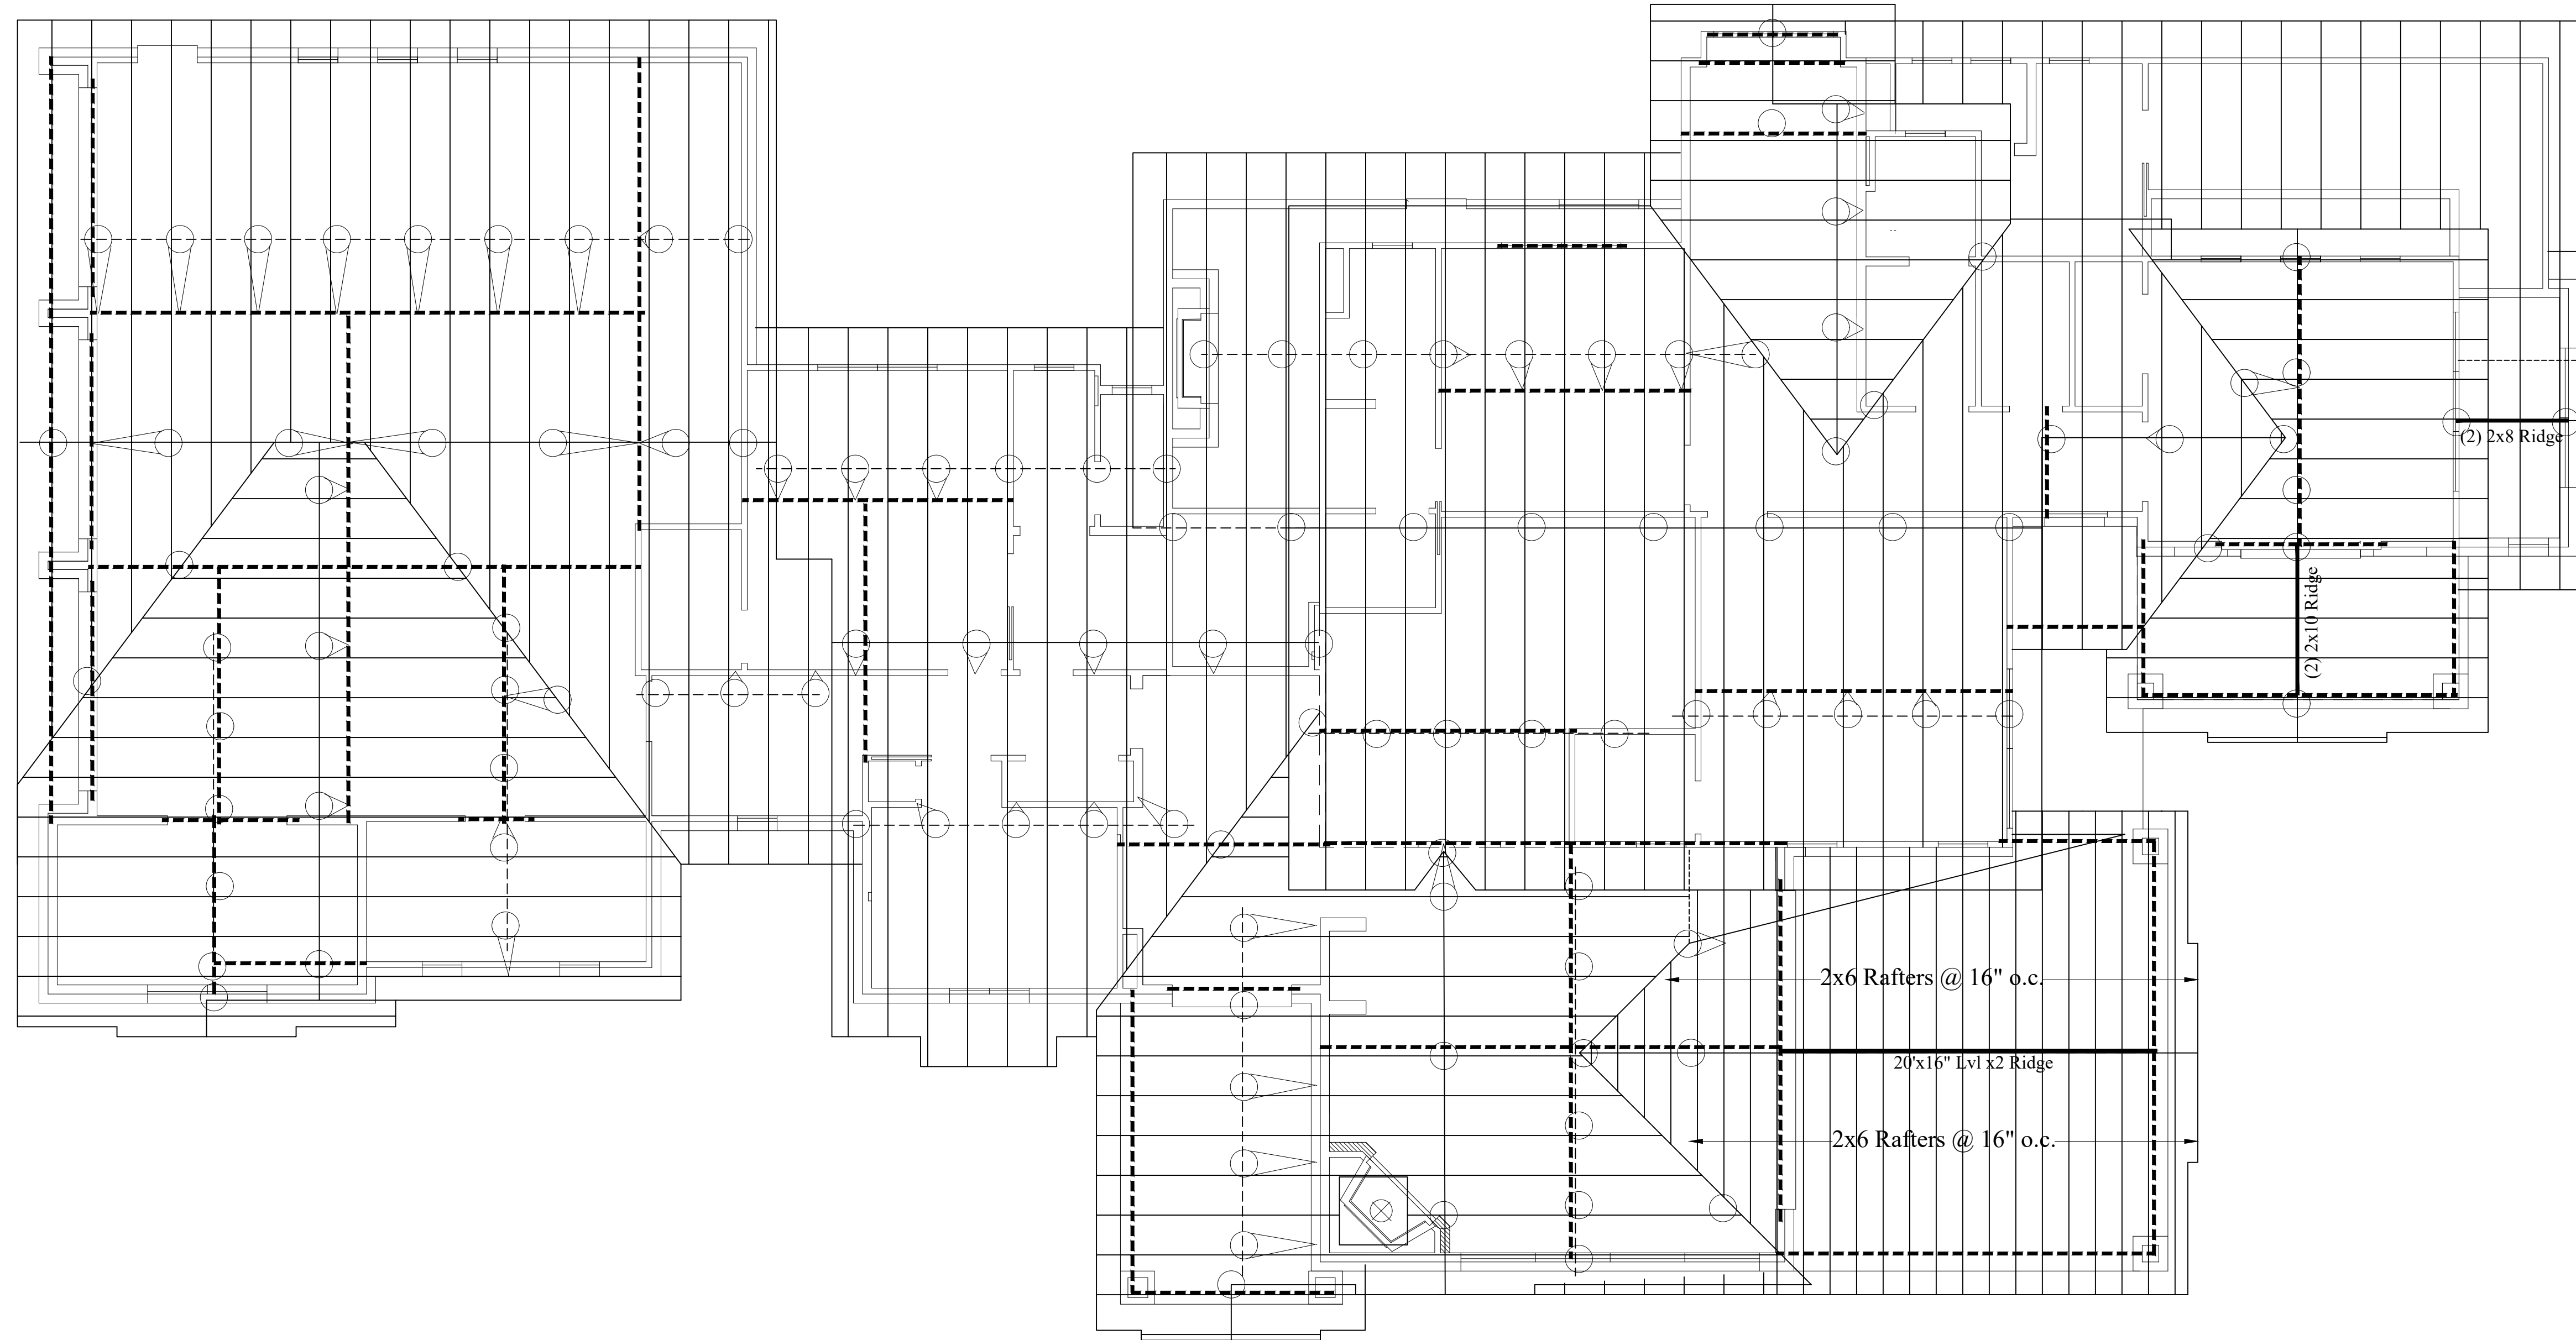 (2) 2x8 Ridge
(2) 2x10 Ridge
2x6 Rafters @ 16" o.c.
20'x16" Lvl x2 Ridge
2x6 Rafters @ 16" o.c.